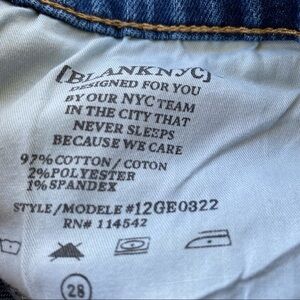 [BLANKNYC]
DESIGNED FOR YOU
BY OUR NYC TEAM
IN THE CITY THAT
NEVER SLEEPS
BECAUSE WE CARE
97%COTTON/COTON
2%POLYESTER
1%SPANDEX
STYLE/MODELE #12GE0322
RN# 114542
28